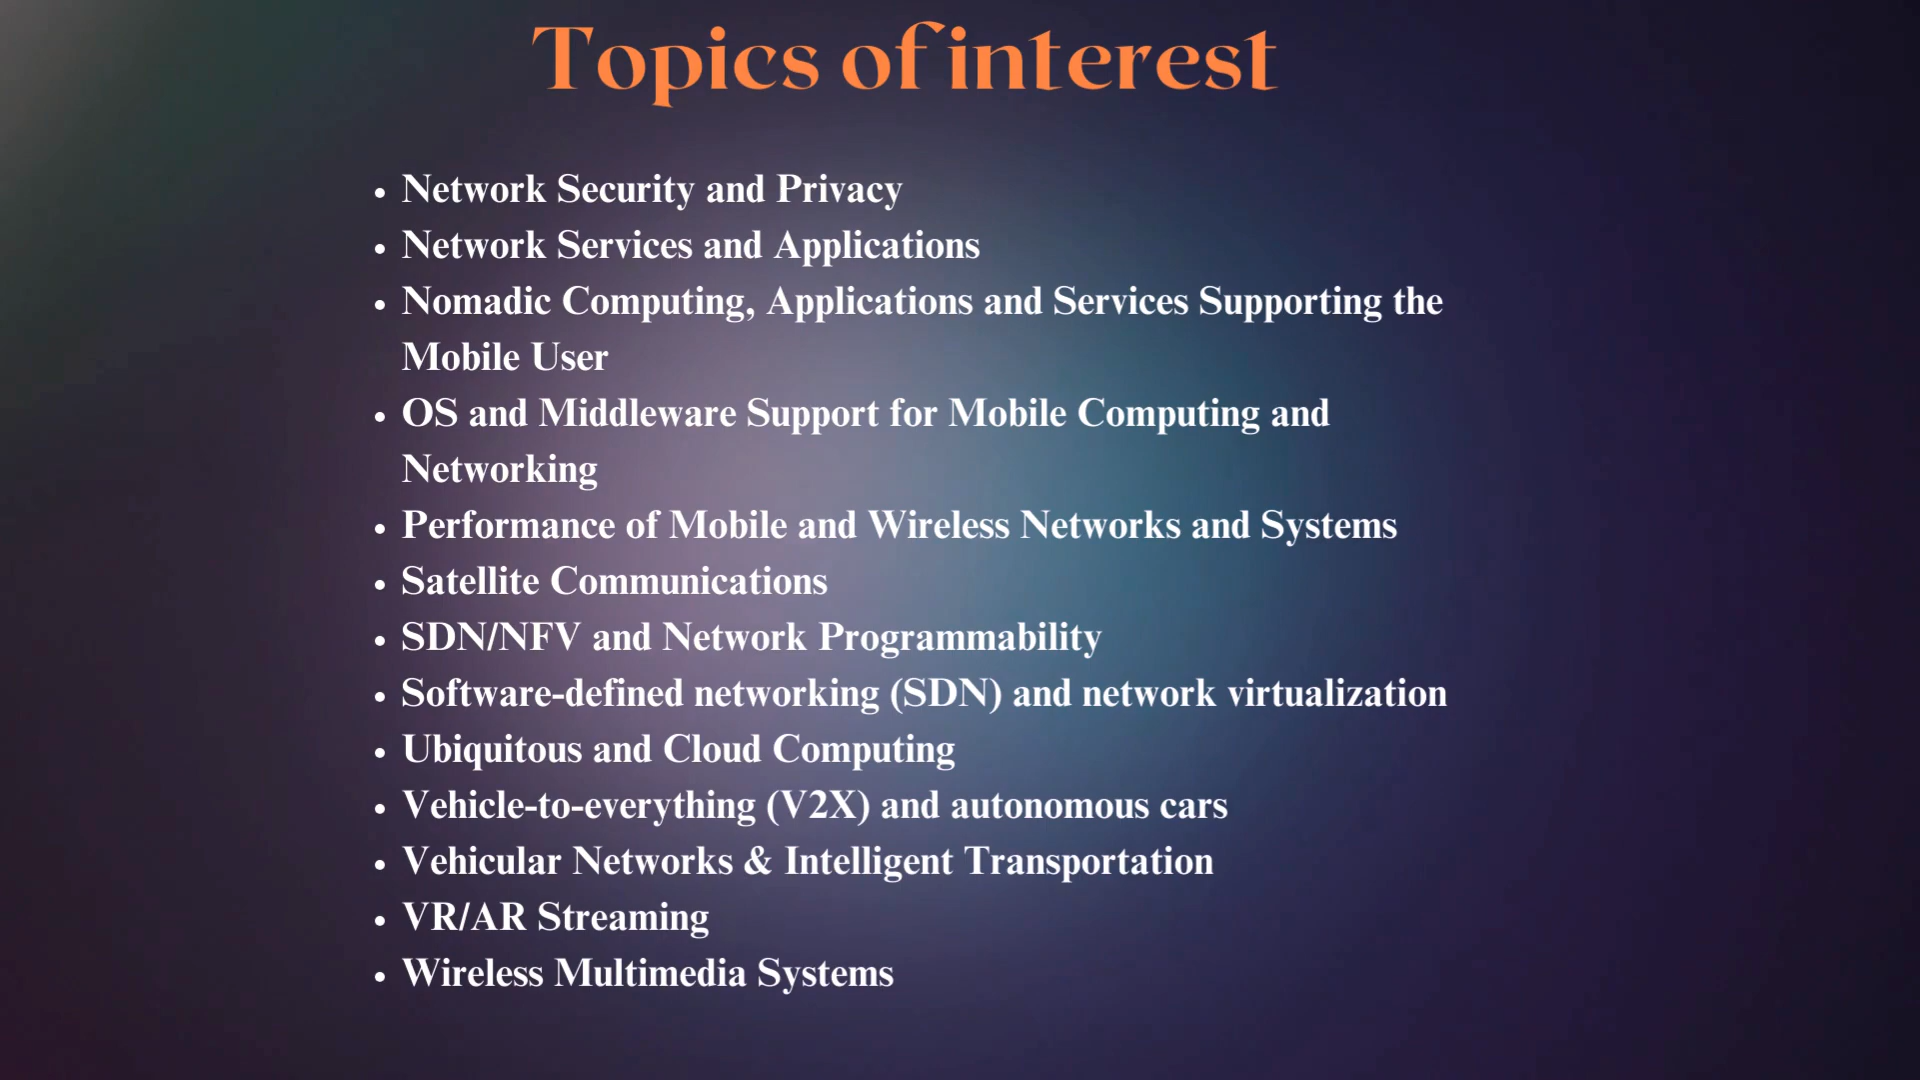 Topics of interest
• Network Security and Privacy
• Network Services and Applications
• Nomadic Computing, Applications and Services Supporting the
Mobile User
• OS and Middleware Support for Mobile Computing and
Networking
• Performance of Mobile and Wireless Networks and Systems
• Satellite Communications
• SDN/NFV and Network Programmability
• Software-defined networking (SDN) and network virtualization
• Ubiquitous and Cloud Computing
• Vehicle-to-everything (V2X) and autonomous cars
• Vehicular Networks & Intelligent Transportation
• VR/AR Streaming
• Wireless Multimedia Systems